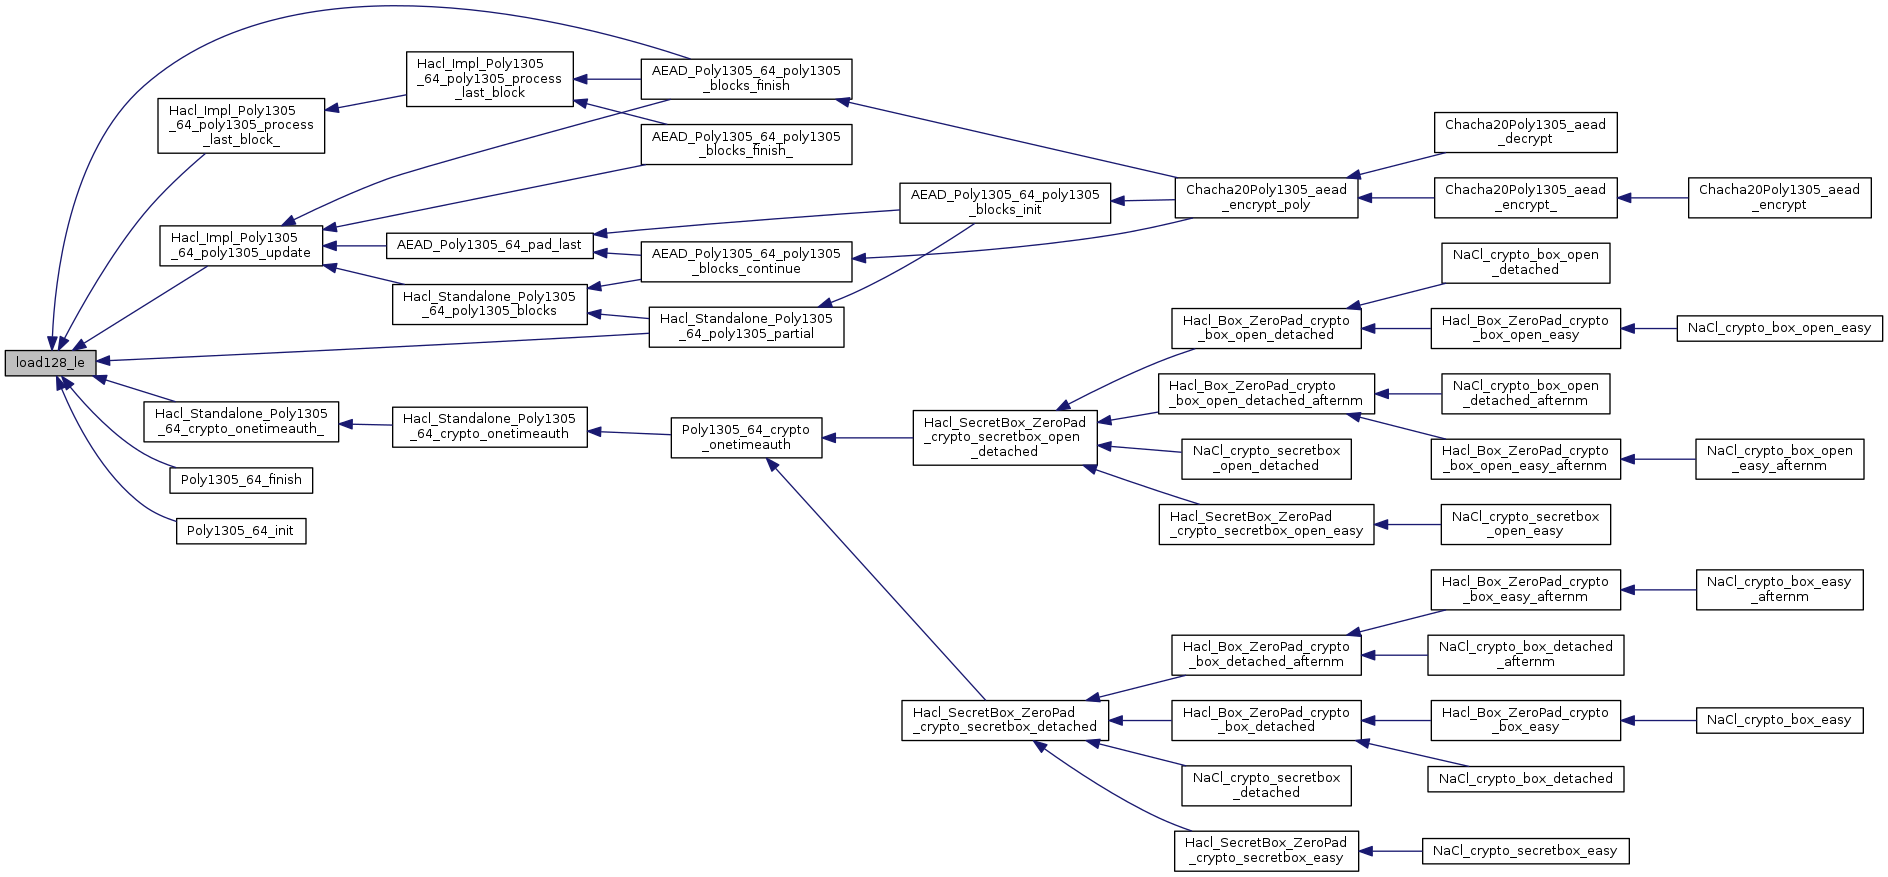 load128_le
Hacl_Impl_Poly1305
_64_poly1305_process
_last_block_
Hacl_Impl_Poly1305
_64_poly1305_process
_last_block
AEAD_Poly1305_64_poly1305
_blocks_finish
AEAD_Poly1305_64_poly1305
_blocks_finish_
Hacl_Impl_Poly1305
_64_poly1305_update
AEAD_Poly1305_64_pad_last
Hacl_Standalone_Poly1305
_64_poly1305_blocks
AEAD_Poly1305_64_poly1305
_blocks_init
AEAD_Poly1305_64_poly1305
_blocks_continue
Hacl_Standalone_Poly1305
_64_poly1305_partial
Chacha20Poly1305_aead
_encrypt_poly
Chacha20Poly1305_aead
_decrypt
Chacha20Poly1305_aead
_encrypt_
Chacha20Poly1305_aead
_encrypt
Hacl_Standalone_Poly1305
_64_crypto_onetimeauth_
Hacl_Standalone_Poly1305
_64_crypto_onetimeauth
Poly1305_64_crypto
_onetimeauth
Poly1305_64_finish
Poly1305_64_init
Hacl_SecretBox_ZeroPad
_crypto_secretbox_open
_detached
Hacl_Box_ZeroPad_crypto
_box_open_detached
NaCl_crypto_box_open
_detached
Hacl_Box_ZeroPad_crypto
_box_open_easy
NaCl_crypto_box_open_easy
Hacl_Box_ZeroPad_crypto
_box_open_detached_afternm
NaCl_crypto_box_open
_detached_afternm
Hacl_Box_ZeroPad_crypto
_box_open_easy_afternm
NaCl_crypto_box_open
_easy_afternm
NaCl_crypto_secretbox
_open_detached
Hacl_SecretBox_ZeroPad
_crypto_secretbox_open_easy
NaCl_crypto_secretbox
_open_easy
Hacl_SecretBox_ZeroPad
_crypto_secretbox_detached
Hacl_Box_ZeroPad_crypto
_box_detached_afternm
Hacl_Box_ZeroPad_crypto
_box_easy_afternm
NaCl_crypto_box_easy
_afternm
NaCl_crypto_box_detached
_afternm
Hacl_Box_ZeroPad_crypto
_box_detached
Hacl_Box_ZeroPad_crypto
_box_easy
NaCl_crypto_box_easy
NaCl_crypto_box_detached
NaCl_crypto_secretbox
_detached
Hacl_SecretBox_ZeroPad
_crypto_secretbox_easy
NaCl_crypto_secretbox_easy